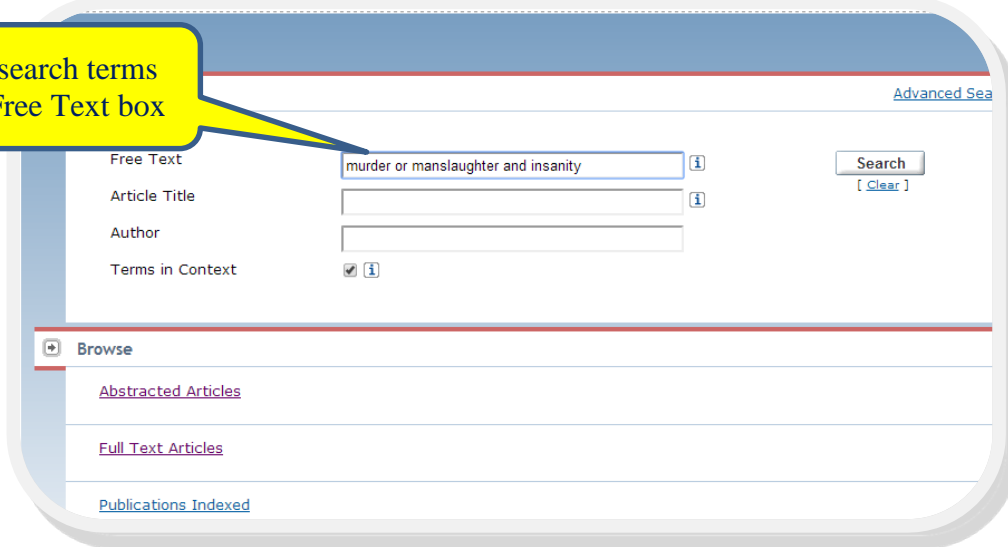 search terms
Free Text box
Advanced Sea
Free Text
murder or manslaughter and insanity
i
Search
[ Clear ]
Article Title
i
Author
Terms in Context
i
Browse
Abstracted Articles
Full Text Articles
Publications Indexed